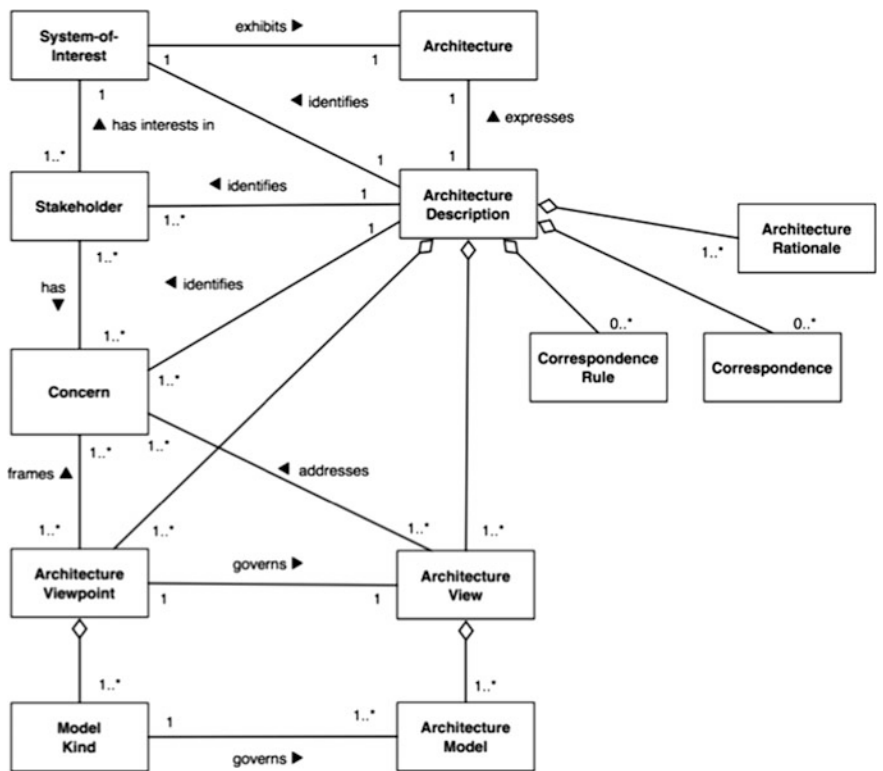 System-of-
Interest
exhibits ▶
Architecture
1
1
1
◀ identifies
1
▲ has interests in
▲ expresses
1..*
1
1
Stakeholder
◀ identifies
1
1..*
Architecture
Description
1..*
1
Architecture
Rationale
1..*
has
▼
◀ identifies
1..*
0..*
0..*
Concern
1..*
Correspondence
Rule
Correspondence
1..*
1..*
frames ▲
◀ addresses
1..*
1..*
1..*
1..*
Architecture
Viewpoint
governs ▶
1
1
Architecture
View
1..*
1..*
Model
Kind
1
1..*
governs ▶
Architecture
Model